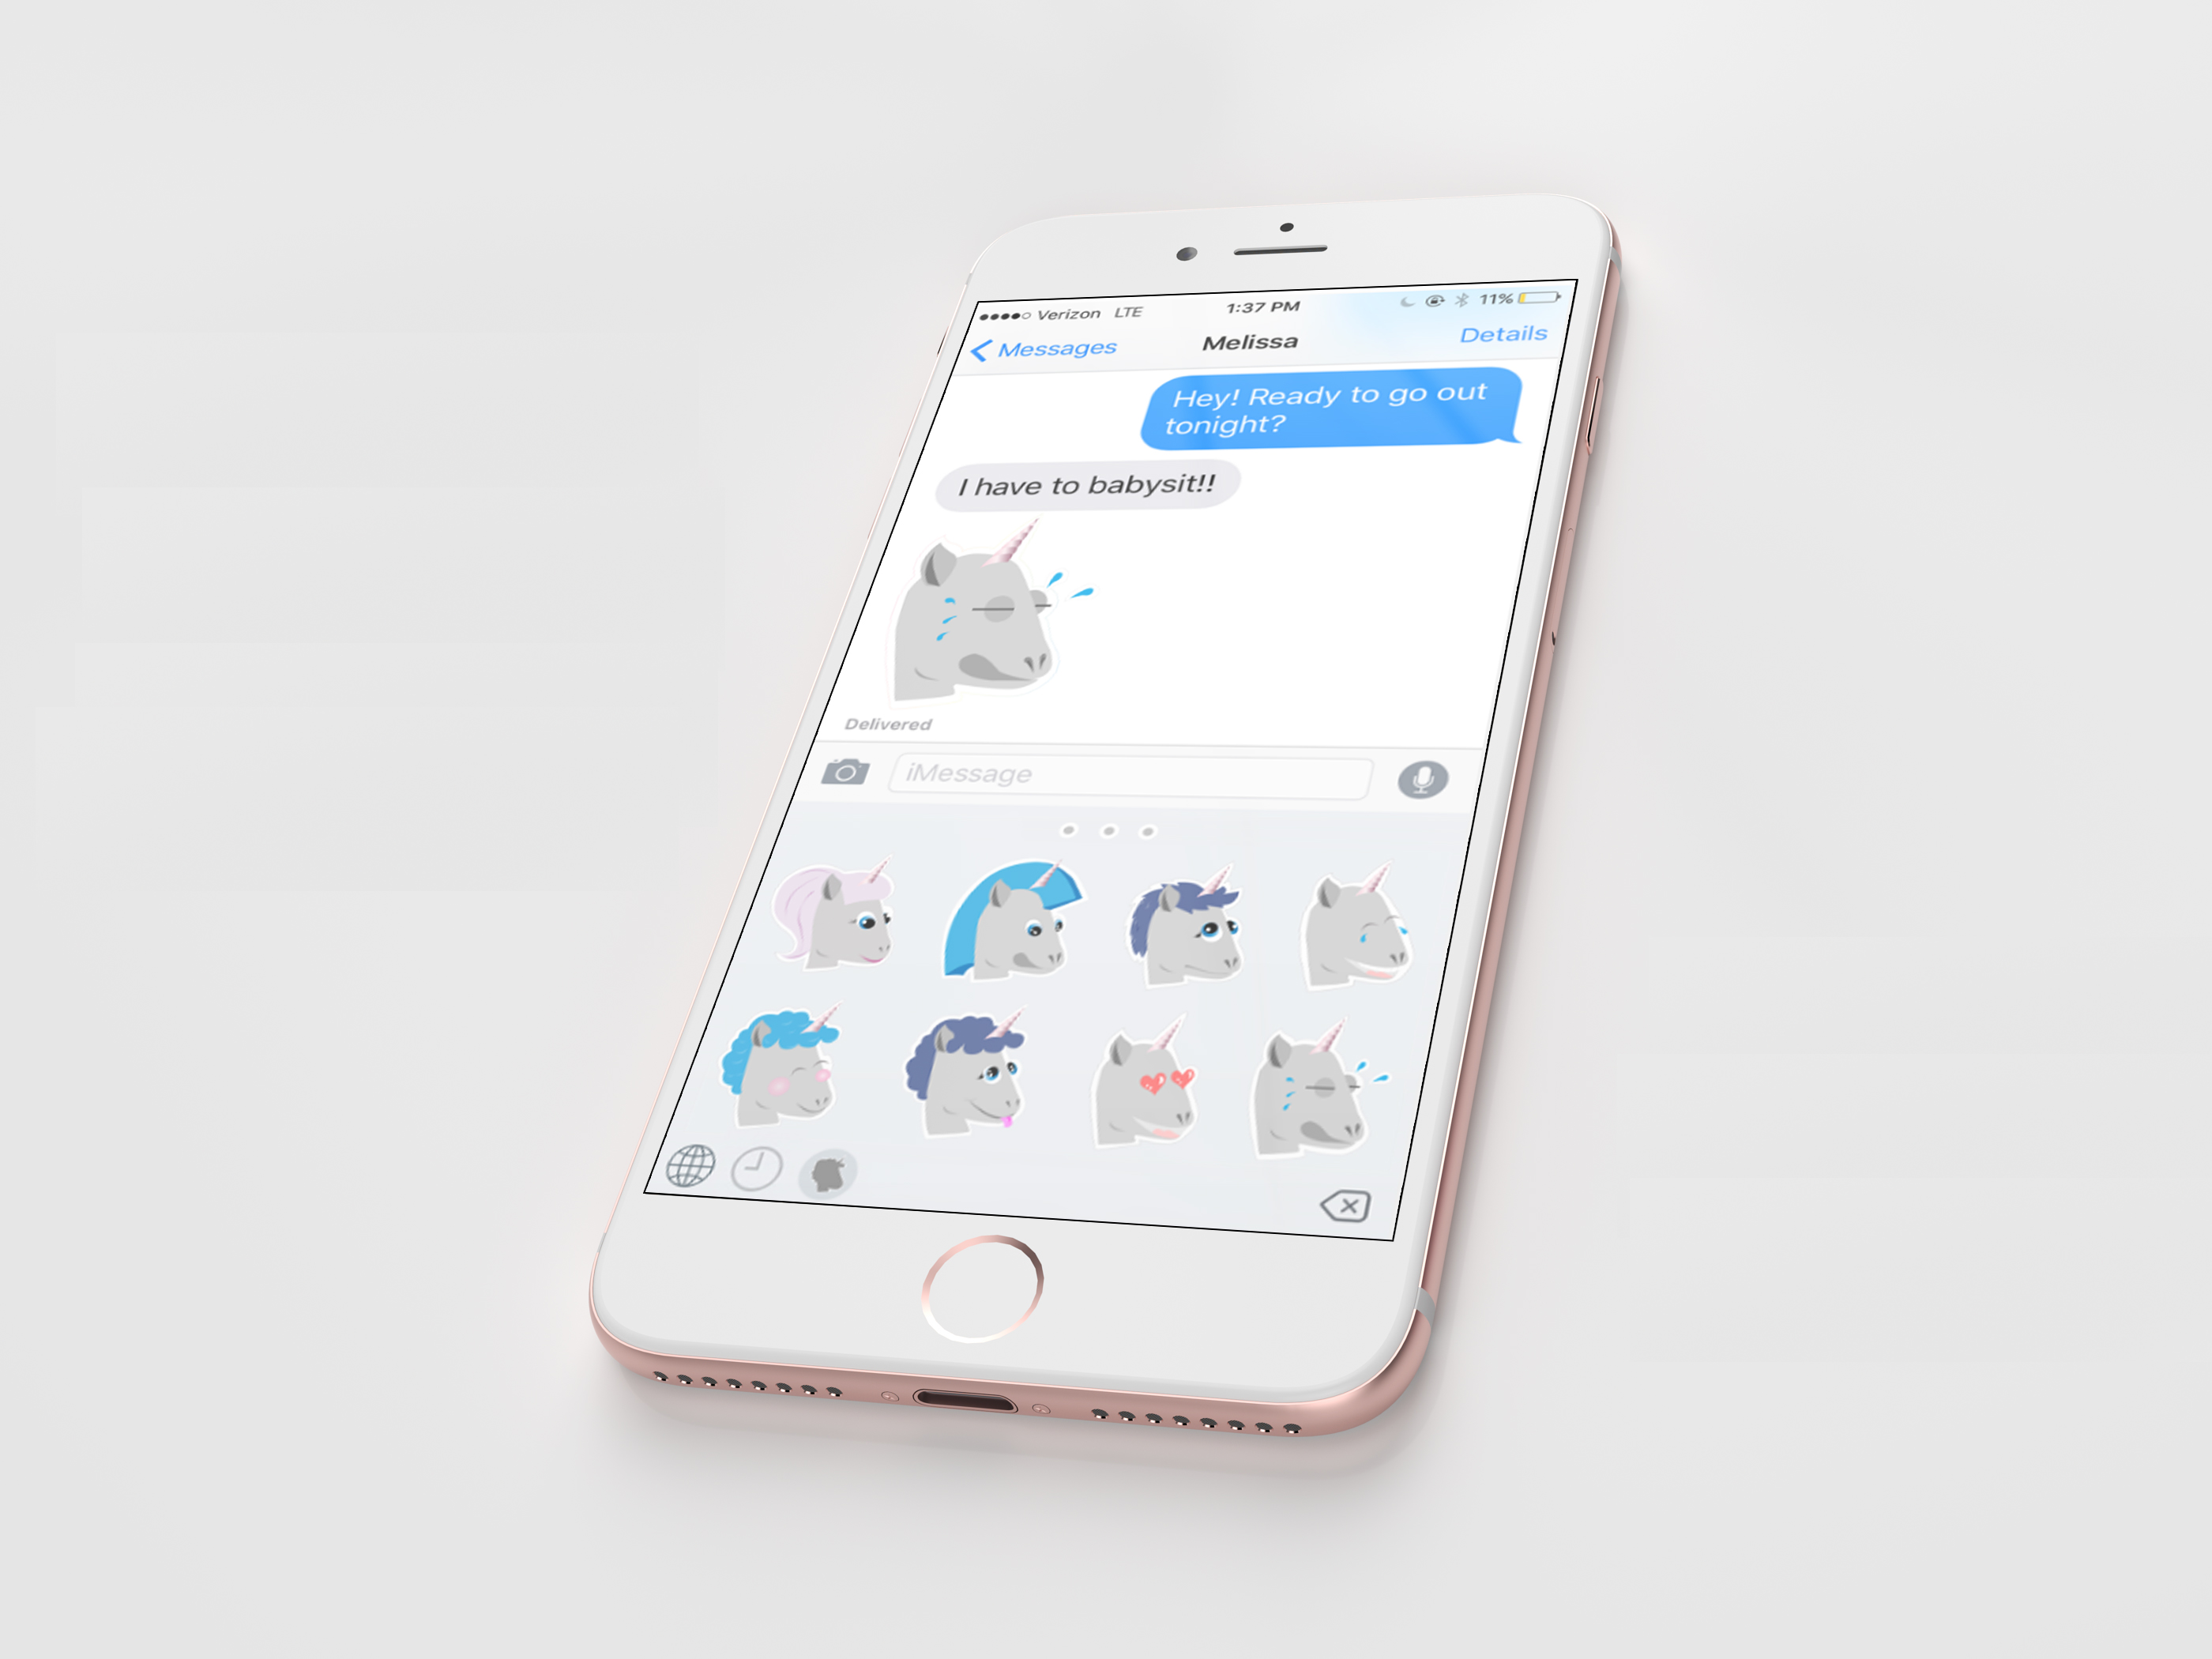 Verizon LTE 1:37 PM 11%
Messages Melissa Details
Hey! Ready to go out
tonight?
I have to babysit!!
Delivered
iMessage